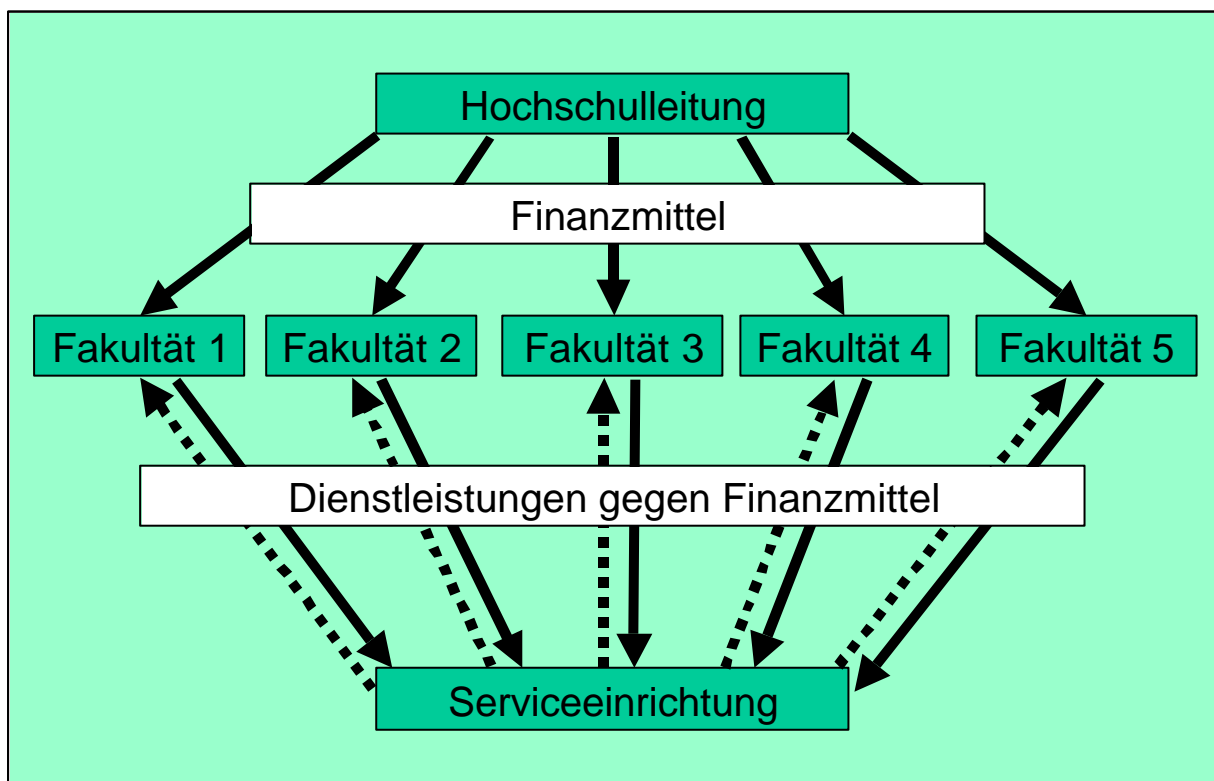 Hochschulleitung
Finanzmittel
Fakultät 1
Fakultät 2
Fakultät 3
Fakultät 4
Fakultät 5
Dienstleistungen gegen Finanzmittel
Serviceeinrichtung